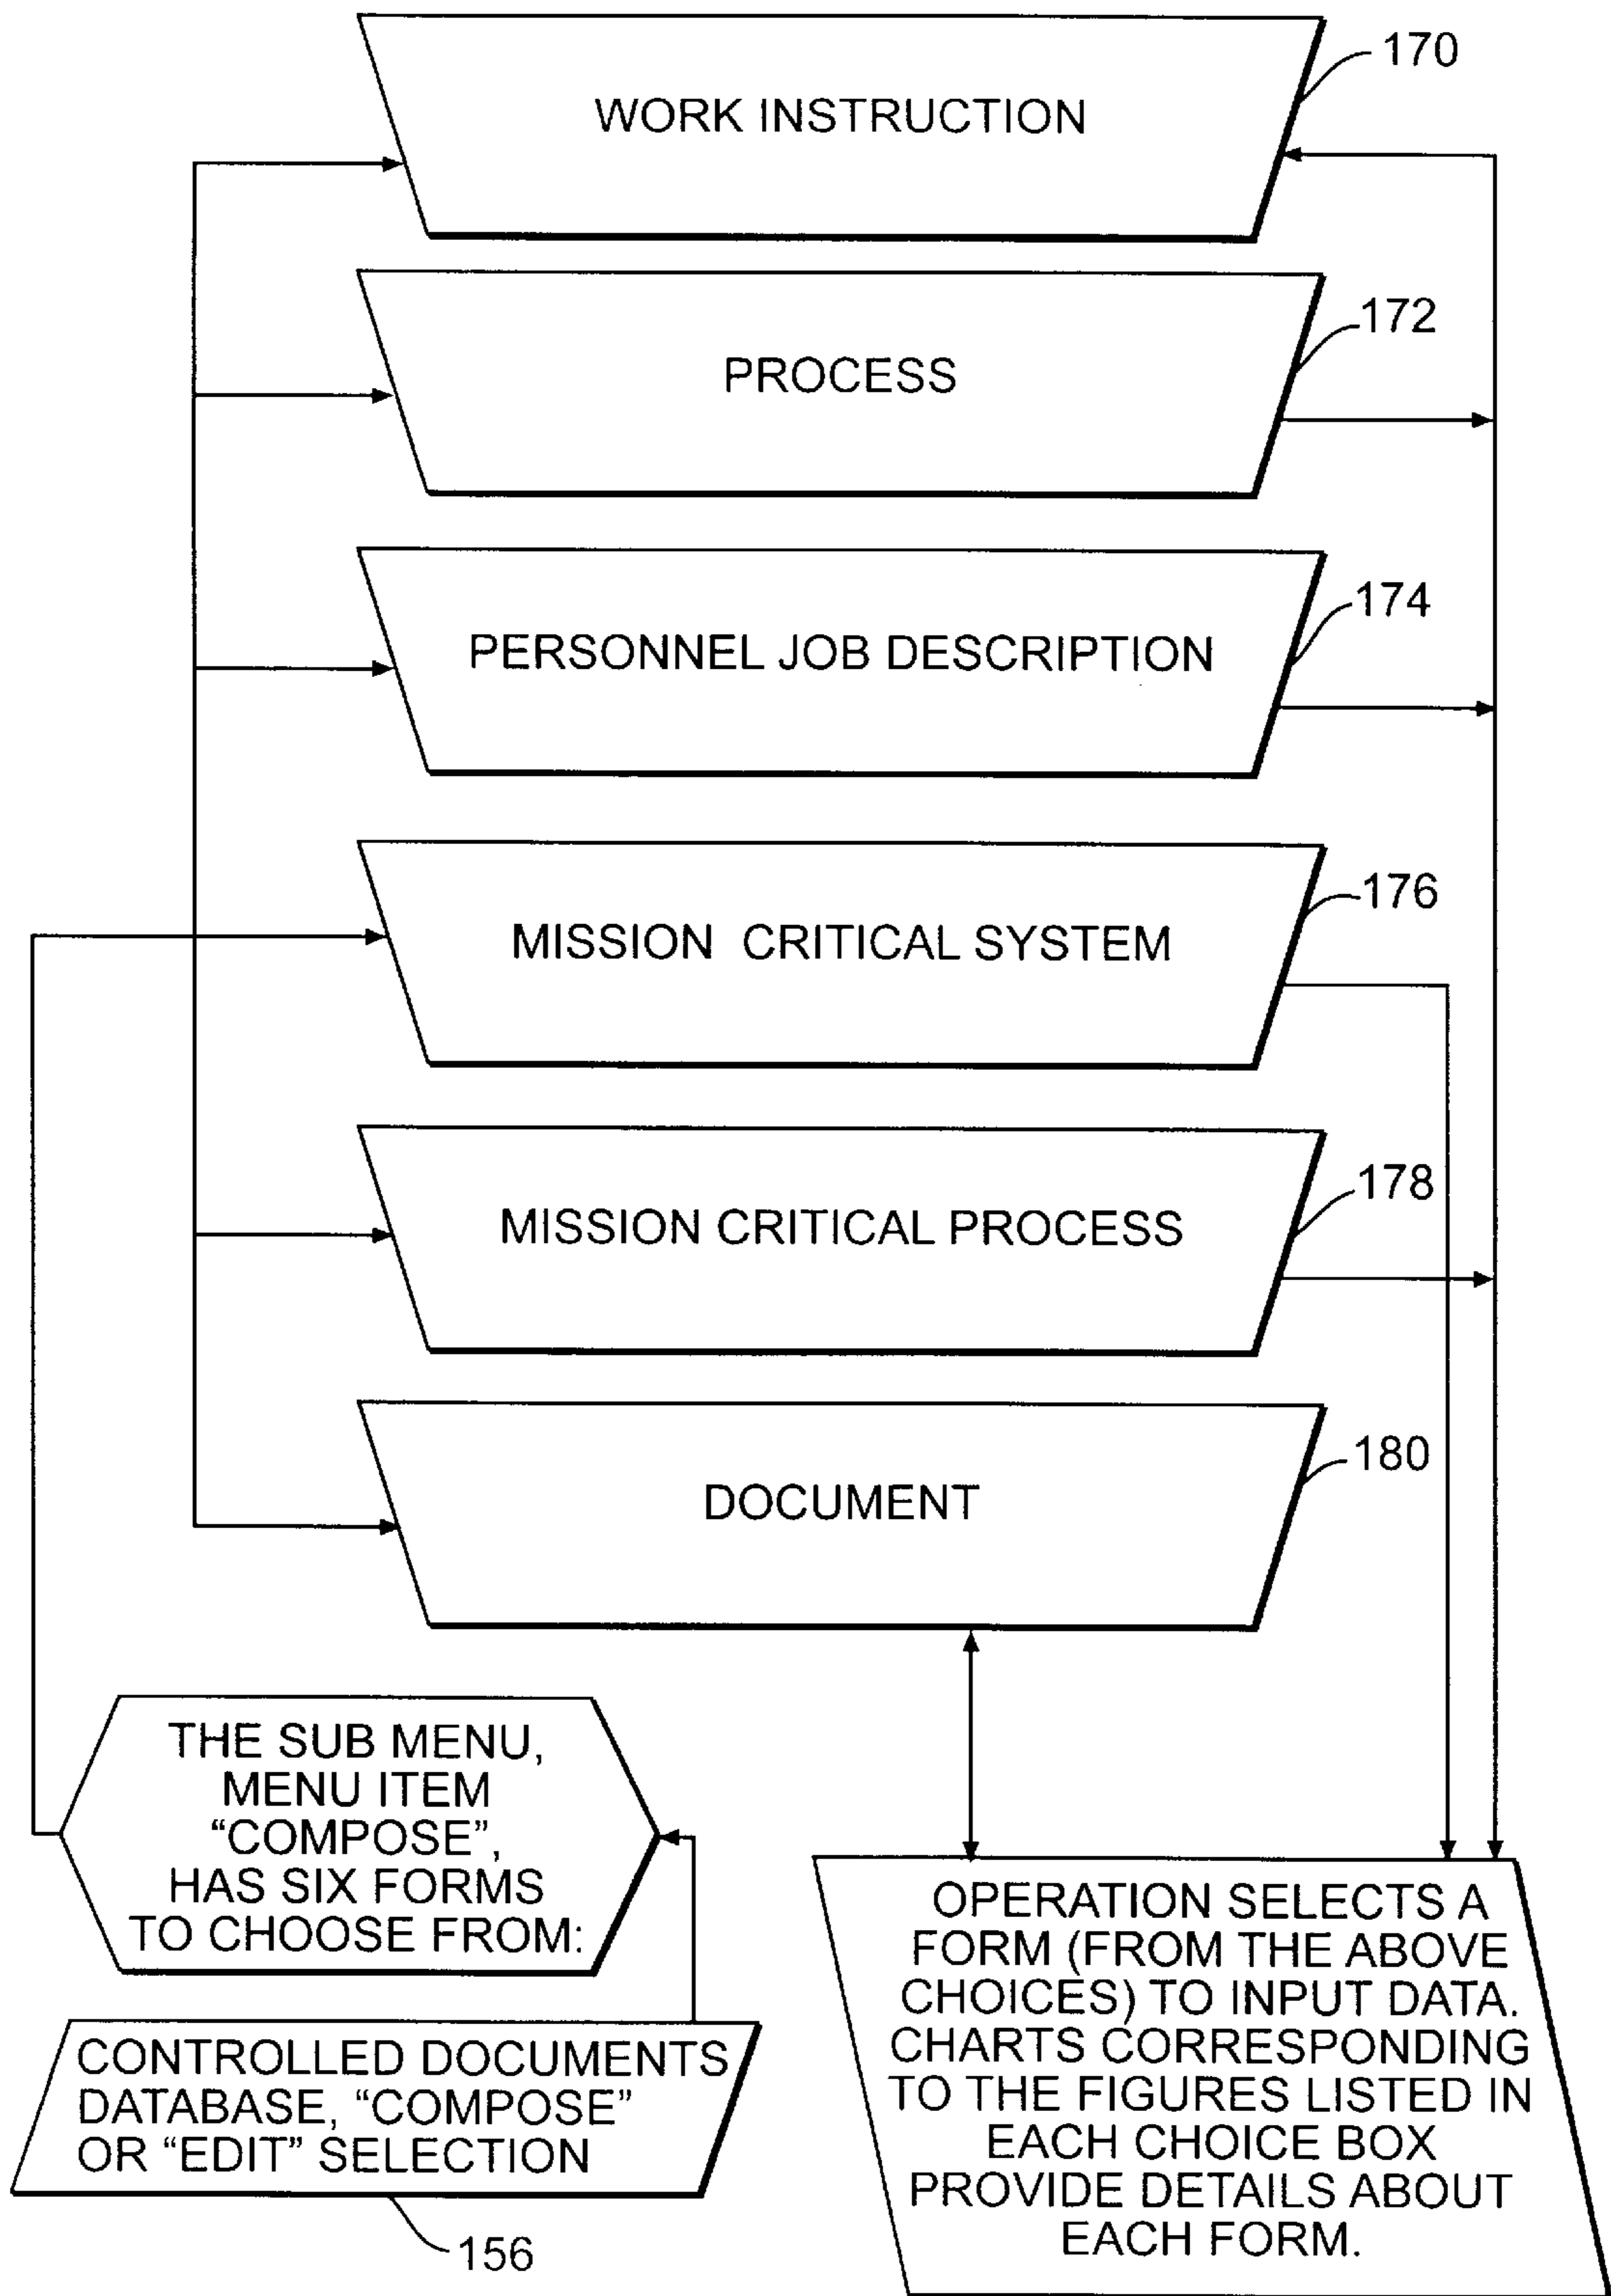 WORK INSTRUCTION
170
PROCESS
172
PERSONNEL JOB DESCRIPTION
174
MISSION CRITICAL SYSTEM
176
MISSION CRITICAL PROCESS
178
DOCUMENT
180
THE SUB MENU,
MENU ITEM
“COMPOSE”,
HAS SIX FORMS
TO CHOOSE FROM:
CONTROLLED DOCUMENTS
DATABASE, “COMPOSE”
OR “EDIT” SELECTION
156
OPERATION SELECTS A
FORM (FROM THE ABOVE
CHOICES) TO INPUT DATA.
CHARTS CORRESPONDING
TO THE FIGURES LISTED IN
EACH CHOICE BOX
PROVIDE DETAILS ABOUT
EACH FORM.